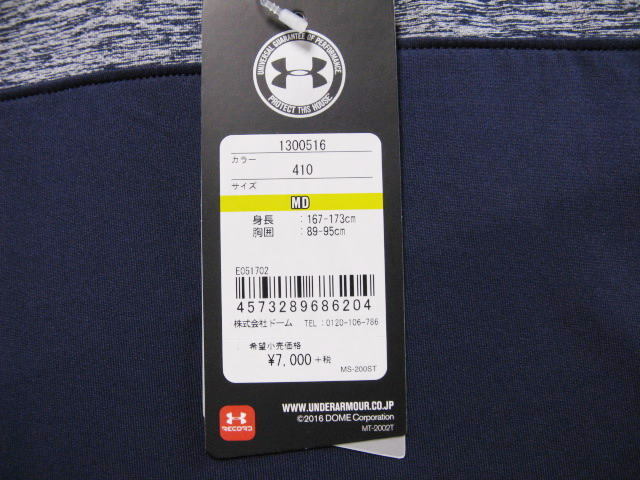 UNIVERSAL GUARANTEE OF PERFORMANCE
PROTECT THIS HOUSE
1300516
カラー
410
サイズ
MD
身長 : 167-173cm
胸囲 : 89-95cm
E051702
4573289686204
株式会社ドーム TEL : 0120-106-786
希望小売価格
¥7,000 +税
MS-200ST
WWW.UNDERARMOUR.CO.JP
©2016 DOME Corporation
MT-2002T
RECORD